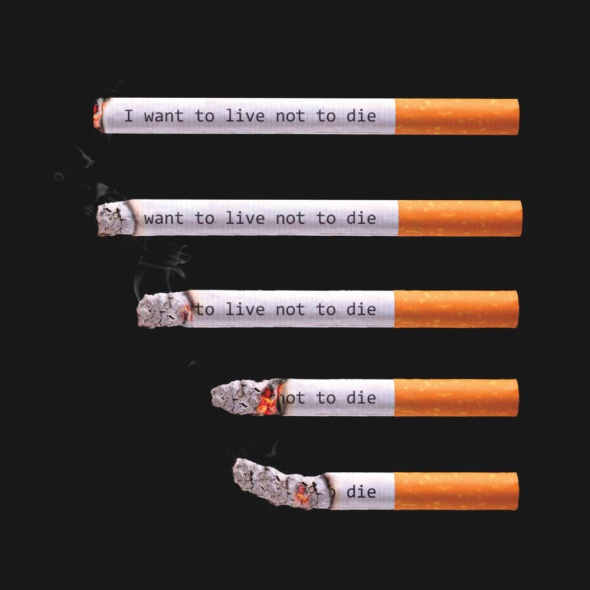 I want to live not to die
want to live not to die
to live not to die
not to die
die